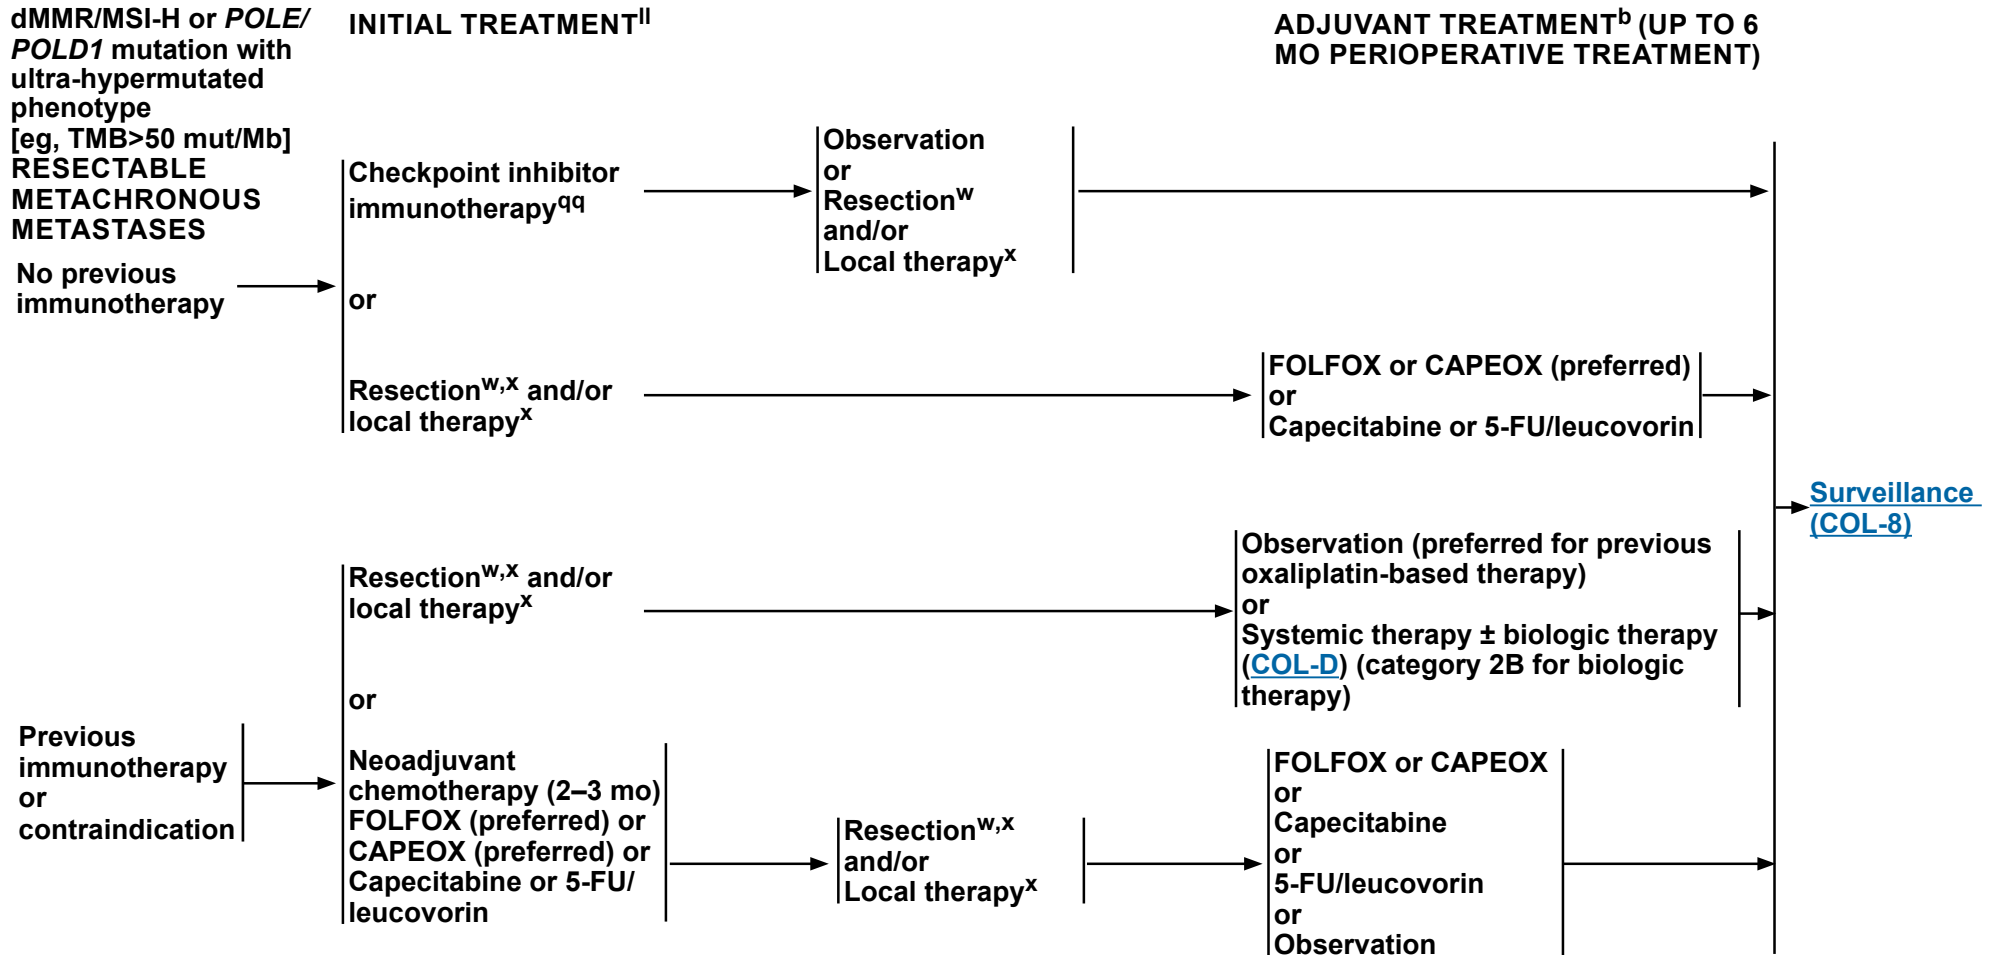 dMMR/MSI-H or POLE/
POLD1 mutation with
ultra-hypermutated
phenotype
[eg, TMB>50 mut/Mb]
RESECTABLE
METACHRONOUS
METASTASES
INITIAL TREATMENTll
ADJUVANT TREATMENTb (UP TO 6
MO PERIOPERATIVE TREATMENT)
No previous
immunotherapy
Checkpoint inhibitor
immunotherapyqq
or
Resectionw,x and/or
local therapyx
Observation
or
Resectionw
and/or
Local therapyx
FOLFOX or CAPEOX (preferred)
or
Capecitabine or 5-FU/leucovorin
Surveillance
(COL-8)
Previous
immunotherapy
or
contraindication
Resectionw,x and/or
local therapyx
or
Neoadjuvant
chemotherapy (2–3 mo)
FOLFOX (preferred) or
CAPEOX (preferred) or
Capecitabine or 5-FU/
leucovorin
Observation (preferred for previous
oxaliplatin-based therapy)
or
Systemic therapy ± biologic therapy
(COL-D) (category 2B for biologic
therapy)
Resectionw,x
and/or
Local therapyx
FOLFOX or CAPEOX
or
Capecitabine
or
5-FU/leucovorin
or
Observation